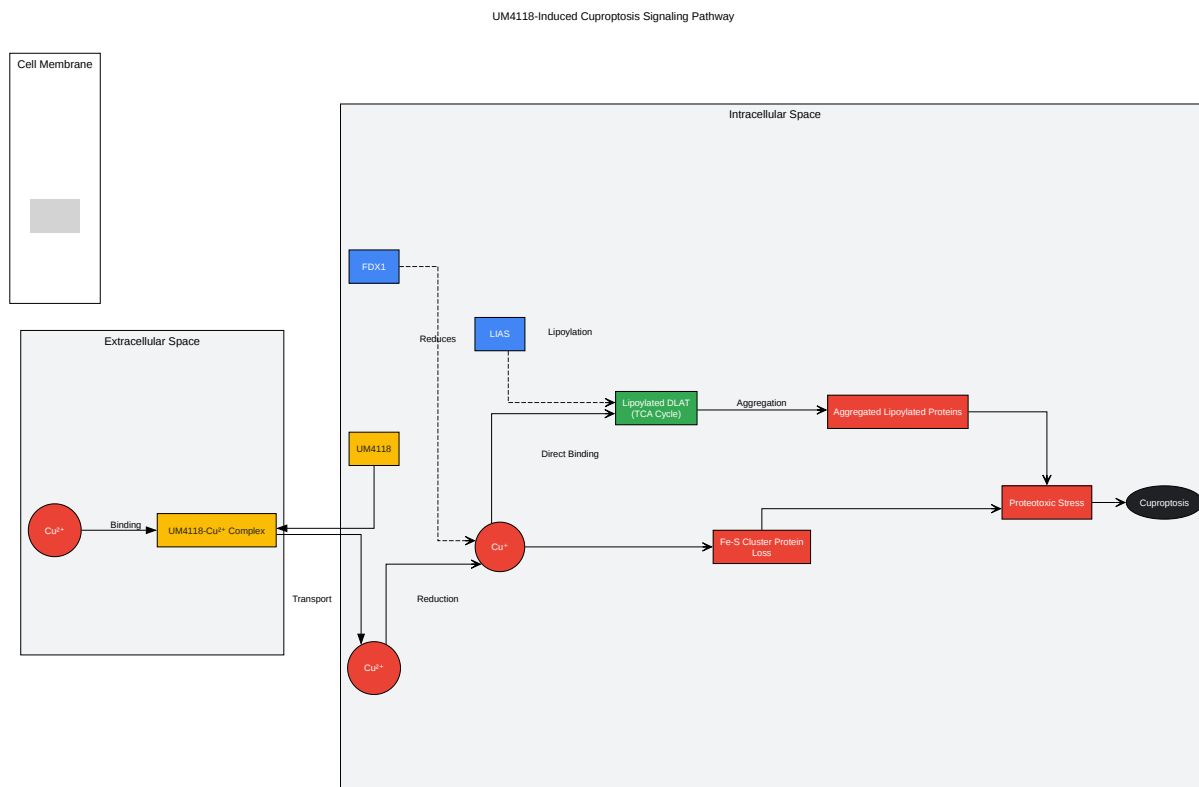 UM4118-Induced Cuproptosis Signaling Pathway
Cell Membrane
Intracellular Space
FDX1
Extracellular Space
Reduces
LIAS
Lipoylation
Lipoylated DLAT
(TCA Cycle)
Aggregation
Aggregated Lipoylated Proteins
UM4118
Direct Binding
Proteotoxic Stress
Cuproptosis
Cu²⁺
Binding
UM4118-Cu²⁺ Complex
Cu⁺
Fe-S Cluster Protein
Loss
Transport
Reduction
Cu²⁺